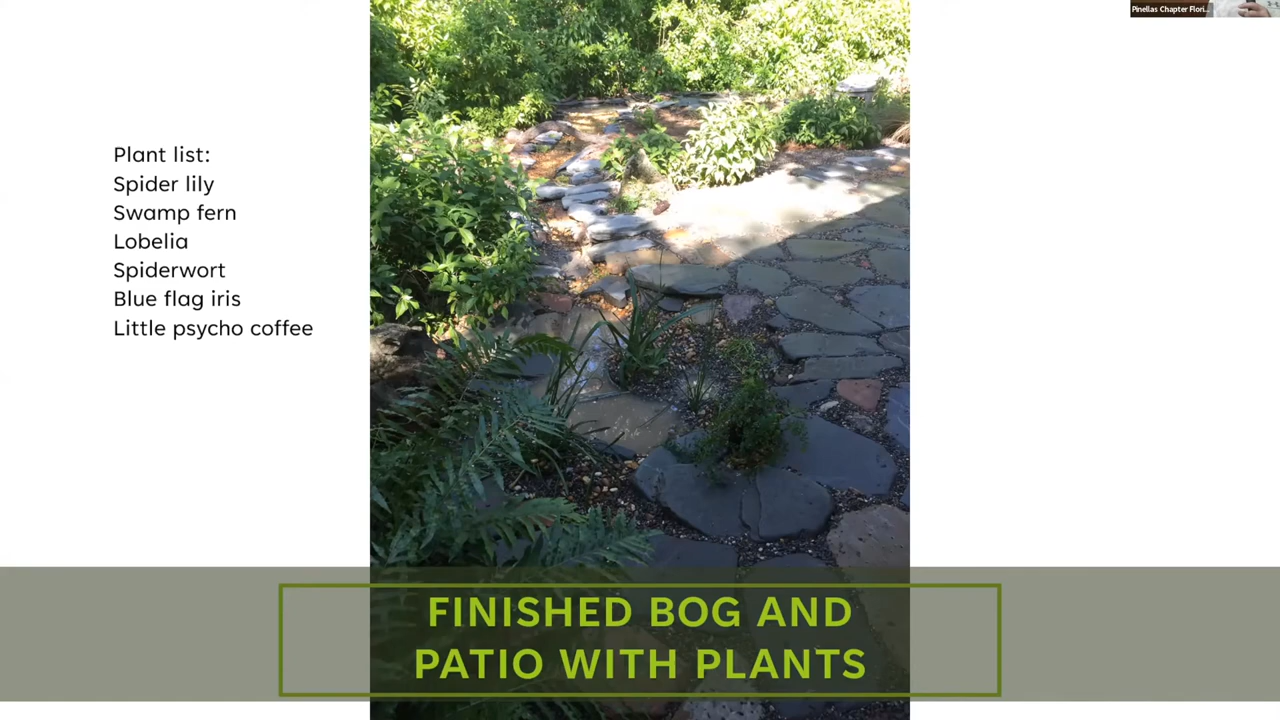 Pinellas Chapter Flori...
Plant list:
Spider lily
Swamp fern
Lobelia
Spiderwort
Blue flag iris
Little psycho coffee
FINISHED BOG AND
PATIO WITH PLANTS